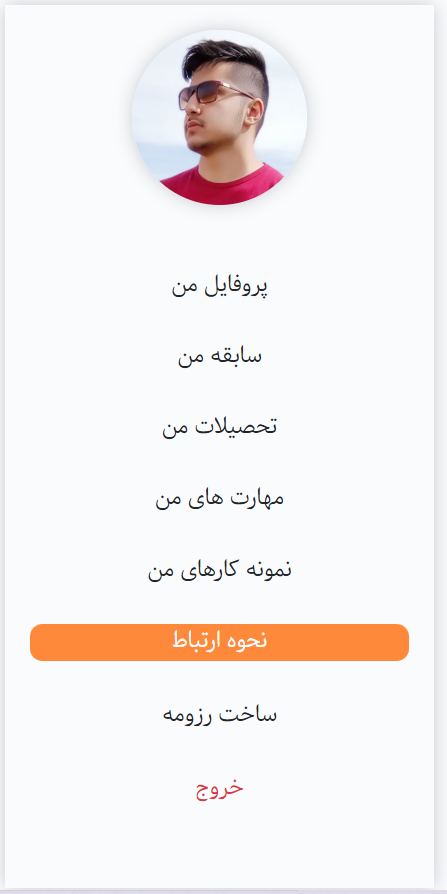 پروفایل من
سابقه من
تحصیلات من
مهارت های من
نمونه کارهای من
نحوه ارتباط
ساخت رزومه
خروج